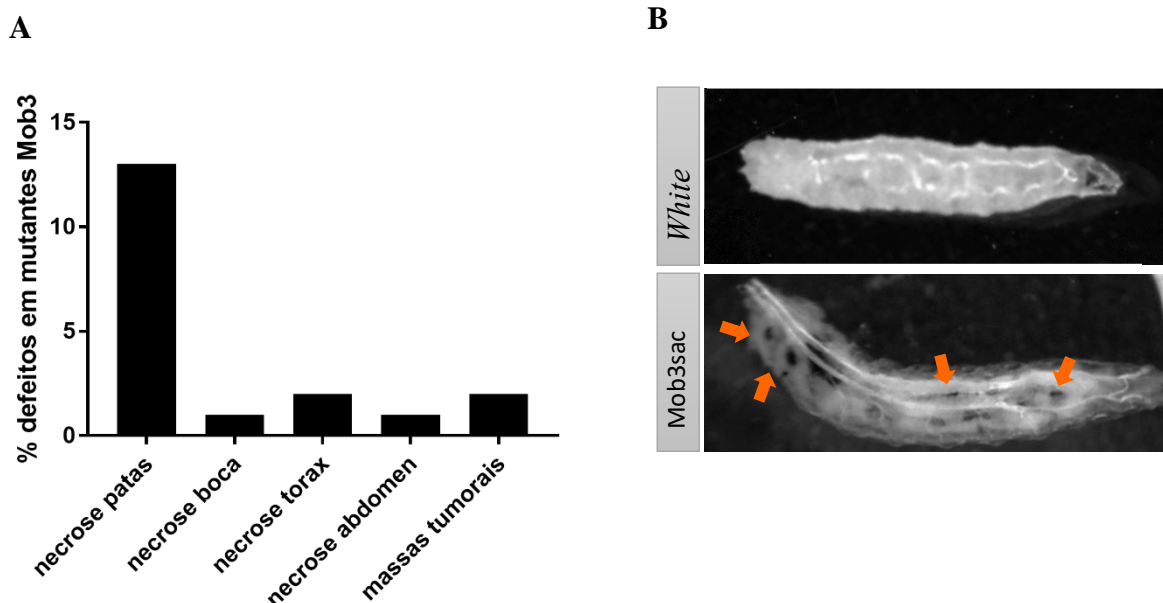 A
B
% defeitos em mutantes Mob3
15
10
5
0
necrose patas
necrose boca
necrose torax
necrose abdomen
massas tumorais
White
Mob3sac